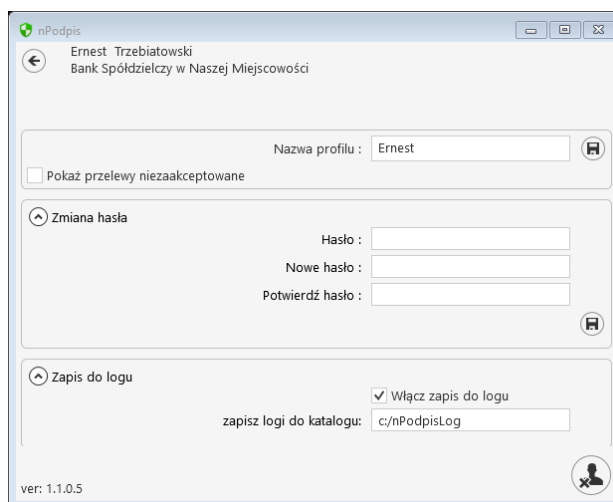 nPodpis
Ernest Trzebiatowski
Bank Spółdzielczy w Naszej Miejscowości
Nazwa profilu : Ernest
Pokaż przelewy niezaakceptowane
Zmiana hasła
Hasło :
Nowe hasło :
Potwierdź hasło :
Zapis do logu
Włącz zapis do logu
zapisz logi do katalogu: c:/nPodpisLog
ver: 1.1.0.5